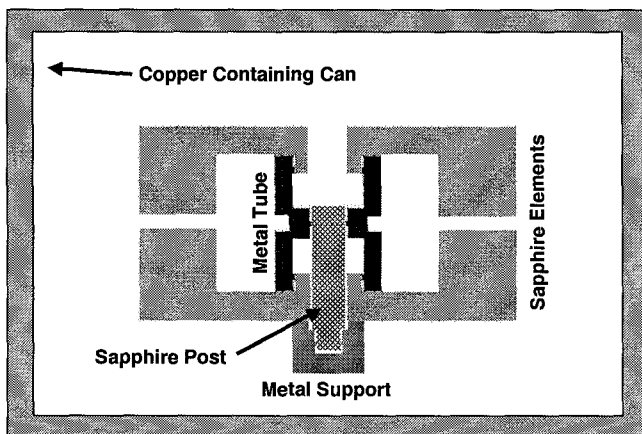 Copper Containing Can
Metal Tube
Sapphire Elements
Sapphire Post
Metal Support